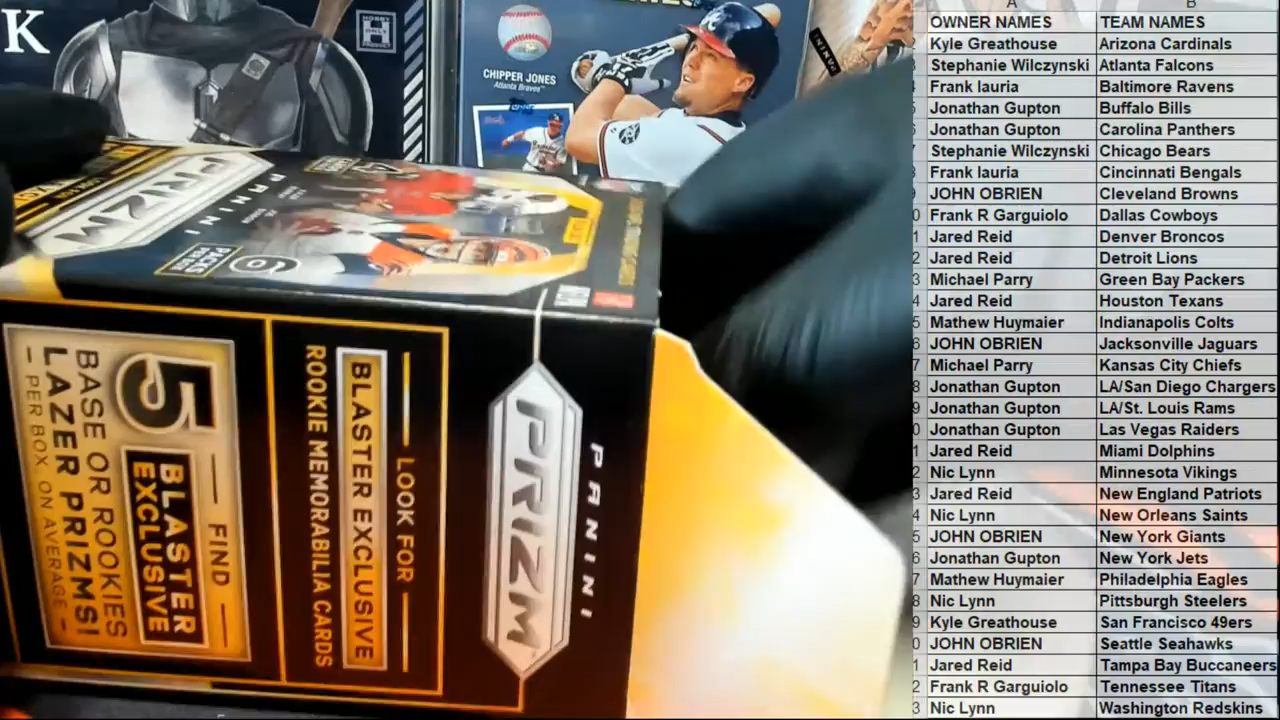 K
HOBBY ONLY
CHIPPER JONES
Atlanta Braves
Topps
PRIZM
PANINI
6
PACKS PER BOX
FIND
5
BLASTER EXCLUSIVE
BASE OR ROOKIES
LAZER PRIZMS!
– PER BOX, ON AVERAGE –
LOOK FOR
BLASTER EXCLUSIVE
ROOKIE MEMORABILIA CARDS
PANINI
PRIZM
A B
OWNER NAMES TEAM NAMES
Kyle Greathouse Arizona Cardinals
Stephanie Wilczynski Atlanta Falcons
Frank lauria Baltimore Ravens
Jonathan Gupton Buffalo Bills
Jonathan Gupton Carolina Panthers
Stephanie Wilczynski Chicago Bears
Frank lauria Cincinnati Bengals
JOHN OBRIEN Cleveland Browns
Frank R Garguiolo Dallas Cowboys
Jared Reid Denver Broncos
Jared Reid Detroit Lions
Michael Parry Green Bay Packers
Jared Reid Houston Texans
Mathew Huymaier Indianapolis Colts
JOHN OBRIEN Jacksonville Jaguars
Michael Parry Kansas City Chiefs
Jonathan Gupton LA/San Diego Chargers
Jonathan Gupton LA/St. Louis Rams
Jonathan Gupton Las Vegas Raiders
Jared Reid Miami Dolphins
Nic Lynn Minnesota Vikings
Jared Reid New England Patriots
Nic Lynn New Orleans Saints
JOHN OBRIEN New York Giants
Jonathan Gupton New York Jets
Mathew Huymaier Philadelphia Eagles
Nic Lynn Pittsburgh Steelers
Kyle Greathouse San Francisco 49ers
JOHN OBRIEN Seattle Seahawks
Jared Reid Tampa Bay Buccaneers
Frank R Garguiolo Tennessee Titans
Nic Lynn Washington Redskins